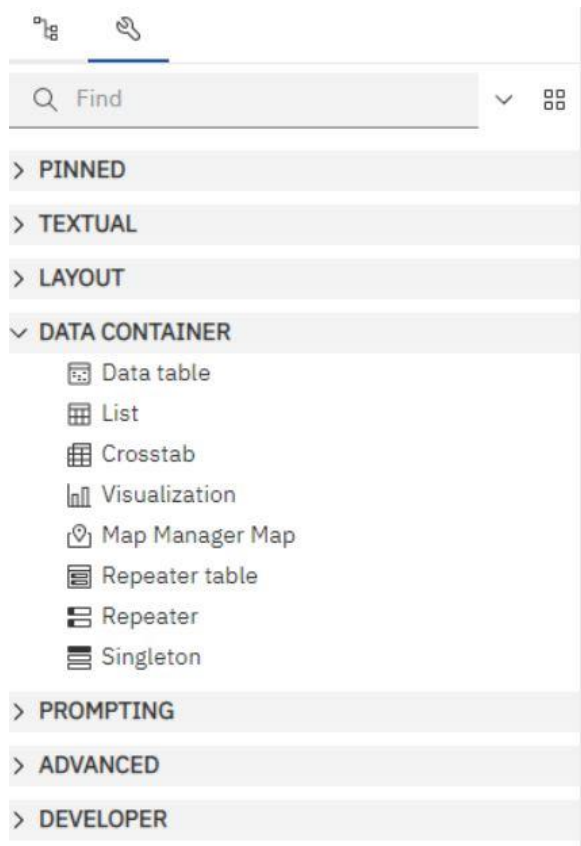 Find
PINNED
TEXTUAL
LAYOUT
DATA CONTAINER
Data table
List
Crosstab
Visualization
Map Manager Map
Repeater table
Repeater
Singleton
PROMPTING
ADVANCED
DEVELOPER